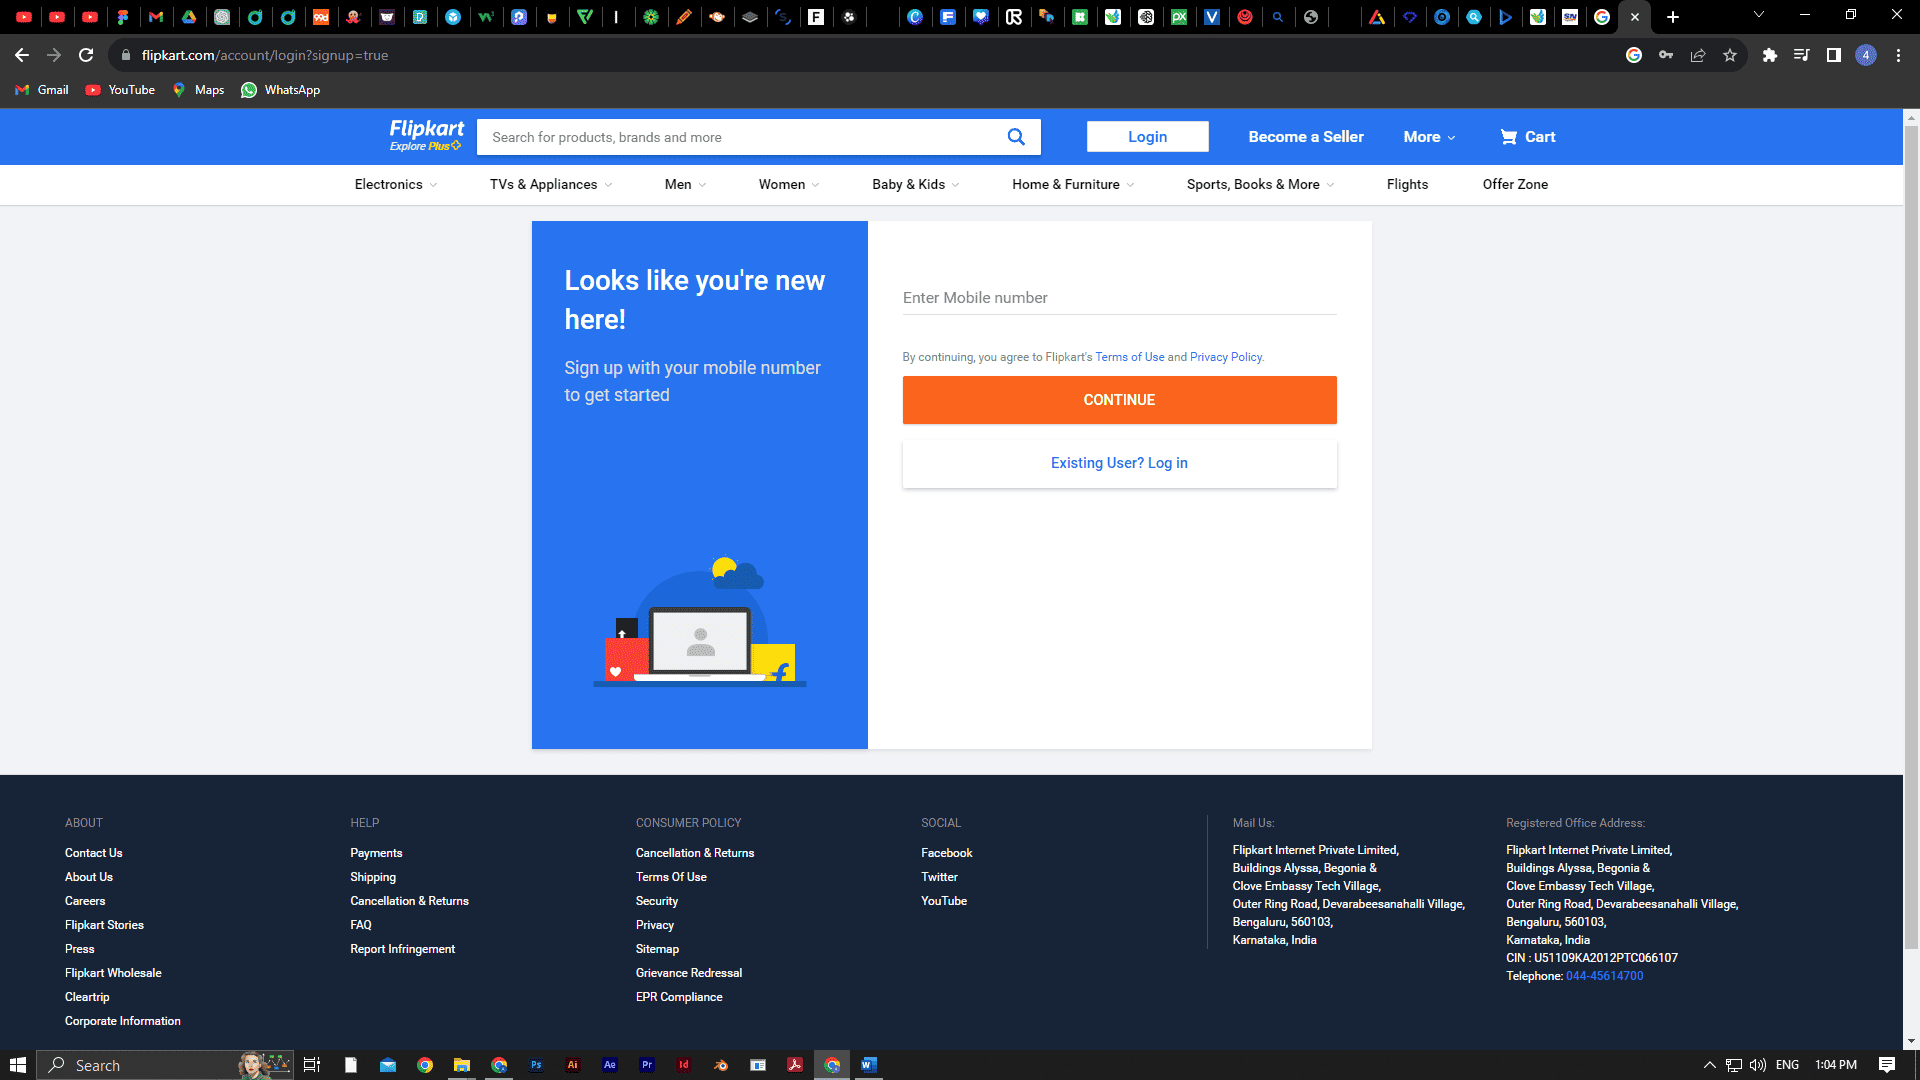 flipkart.com/account/login?signup=true
4
Gmail
YouTube
Maps
WhatsApp
Flipkart
Explore Plus
Search for products, brands and more
Login
Become a Seller
More
Cart
Electronics
TVs & Appliances
Men
Women
Baby & Kids
Home & Furniture
Sports, Books & More
Flights
Offer Zone
Looks like you're new
here!
Sign up with your mobile number
to get started
Enter Mobile number
By continuing, you agree to Flipkart's Terms of Use and Privacy Policy.
CONTINUE
Existing User? Log in
ABOUT
Contact Us
About Us
Careers
Flipkart Stories
Press
Flipkart Wholesale
Cleartrip
Corporate Information
HELP
Payments
Shipping
Cancellation & Returns
FAQ
Report Infringement
CONSUMER POLICY
Cancellation & Returns
Terms Of Use
Security
Privacy
Sitemap
Grievance Redressal
EPR Compliance
SOCIAL
Facebook
Twitter
YouTube
Mail Us:
Flipkart Internet Private Limited,
Buildings Alyssa, Begonia &
Clove Embassy Tech Village,
Outer Ring Road, Devarabeesanahalli Village,
Bengaluru, 560103,
Karnataka, India
Registered Office Address:
Flipkart Internet Private Limited,
Buildings Alyssa, Begonia &
Clove Embassy Tech Village,
Outer Ring Road, Devarabeesanahalli Village,
Bengaluru, 560103,
Karnataka, India
CIN : U51109KA2012PTC066107
Telephone: 044-45614700
Search
Ps
Ai
Ae
Pr
Id
ENG
1:04 PM